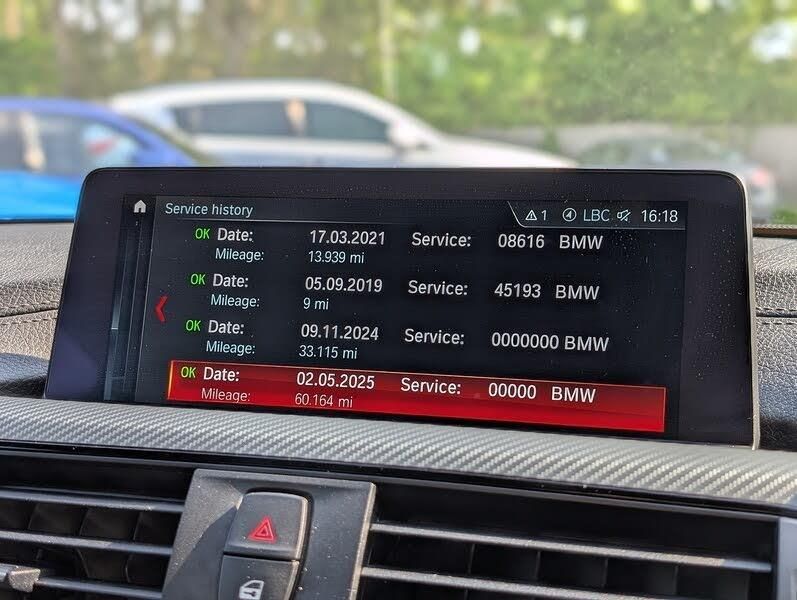 Service history
1 LBC 16:18
OK Date: 17.03.2021 Service: 08616 BMW
Mileage: 13.939 mi
OK Date: 05.09.2019 Service: 45193 BMW
Mileage: 9 mi
OK Date: 09.11.2024 Service: 0000000 BMW
Mileage: 33.115 mi
OK Date: 02.05.2025 Service: 00000 BMW
Mileage: 60.164 mi